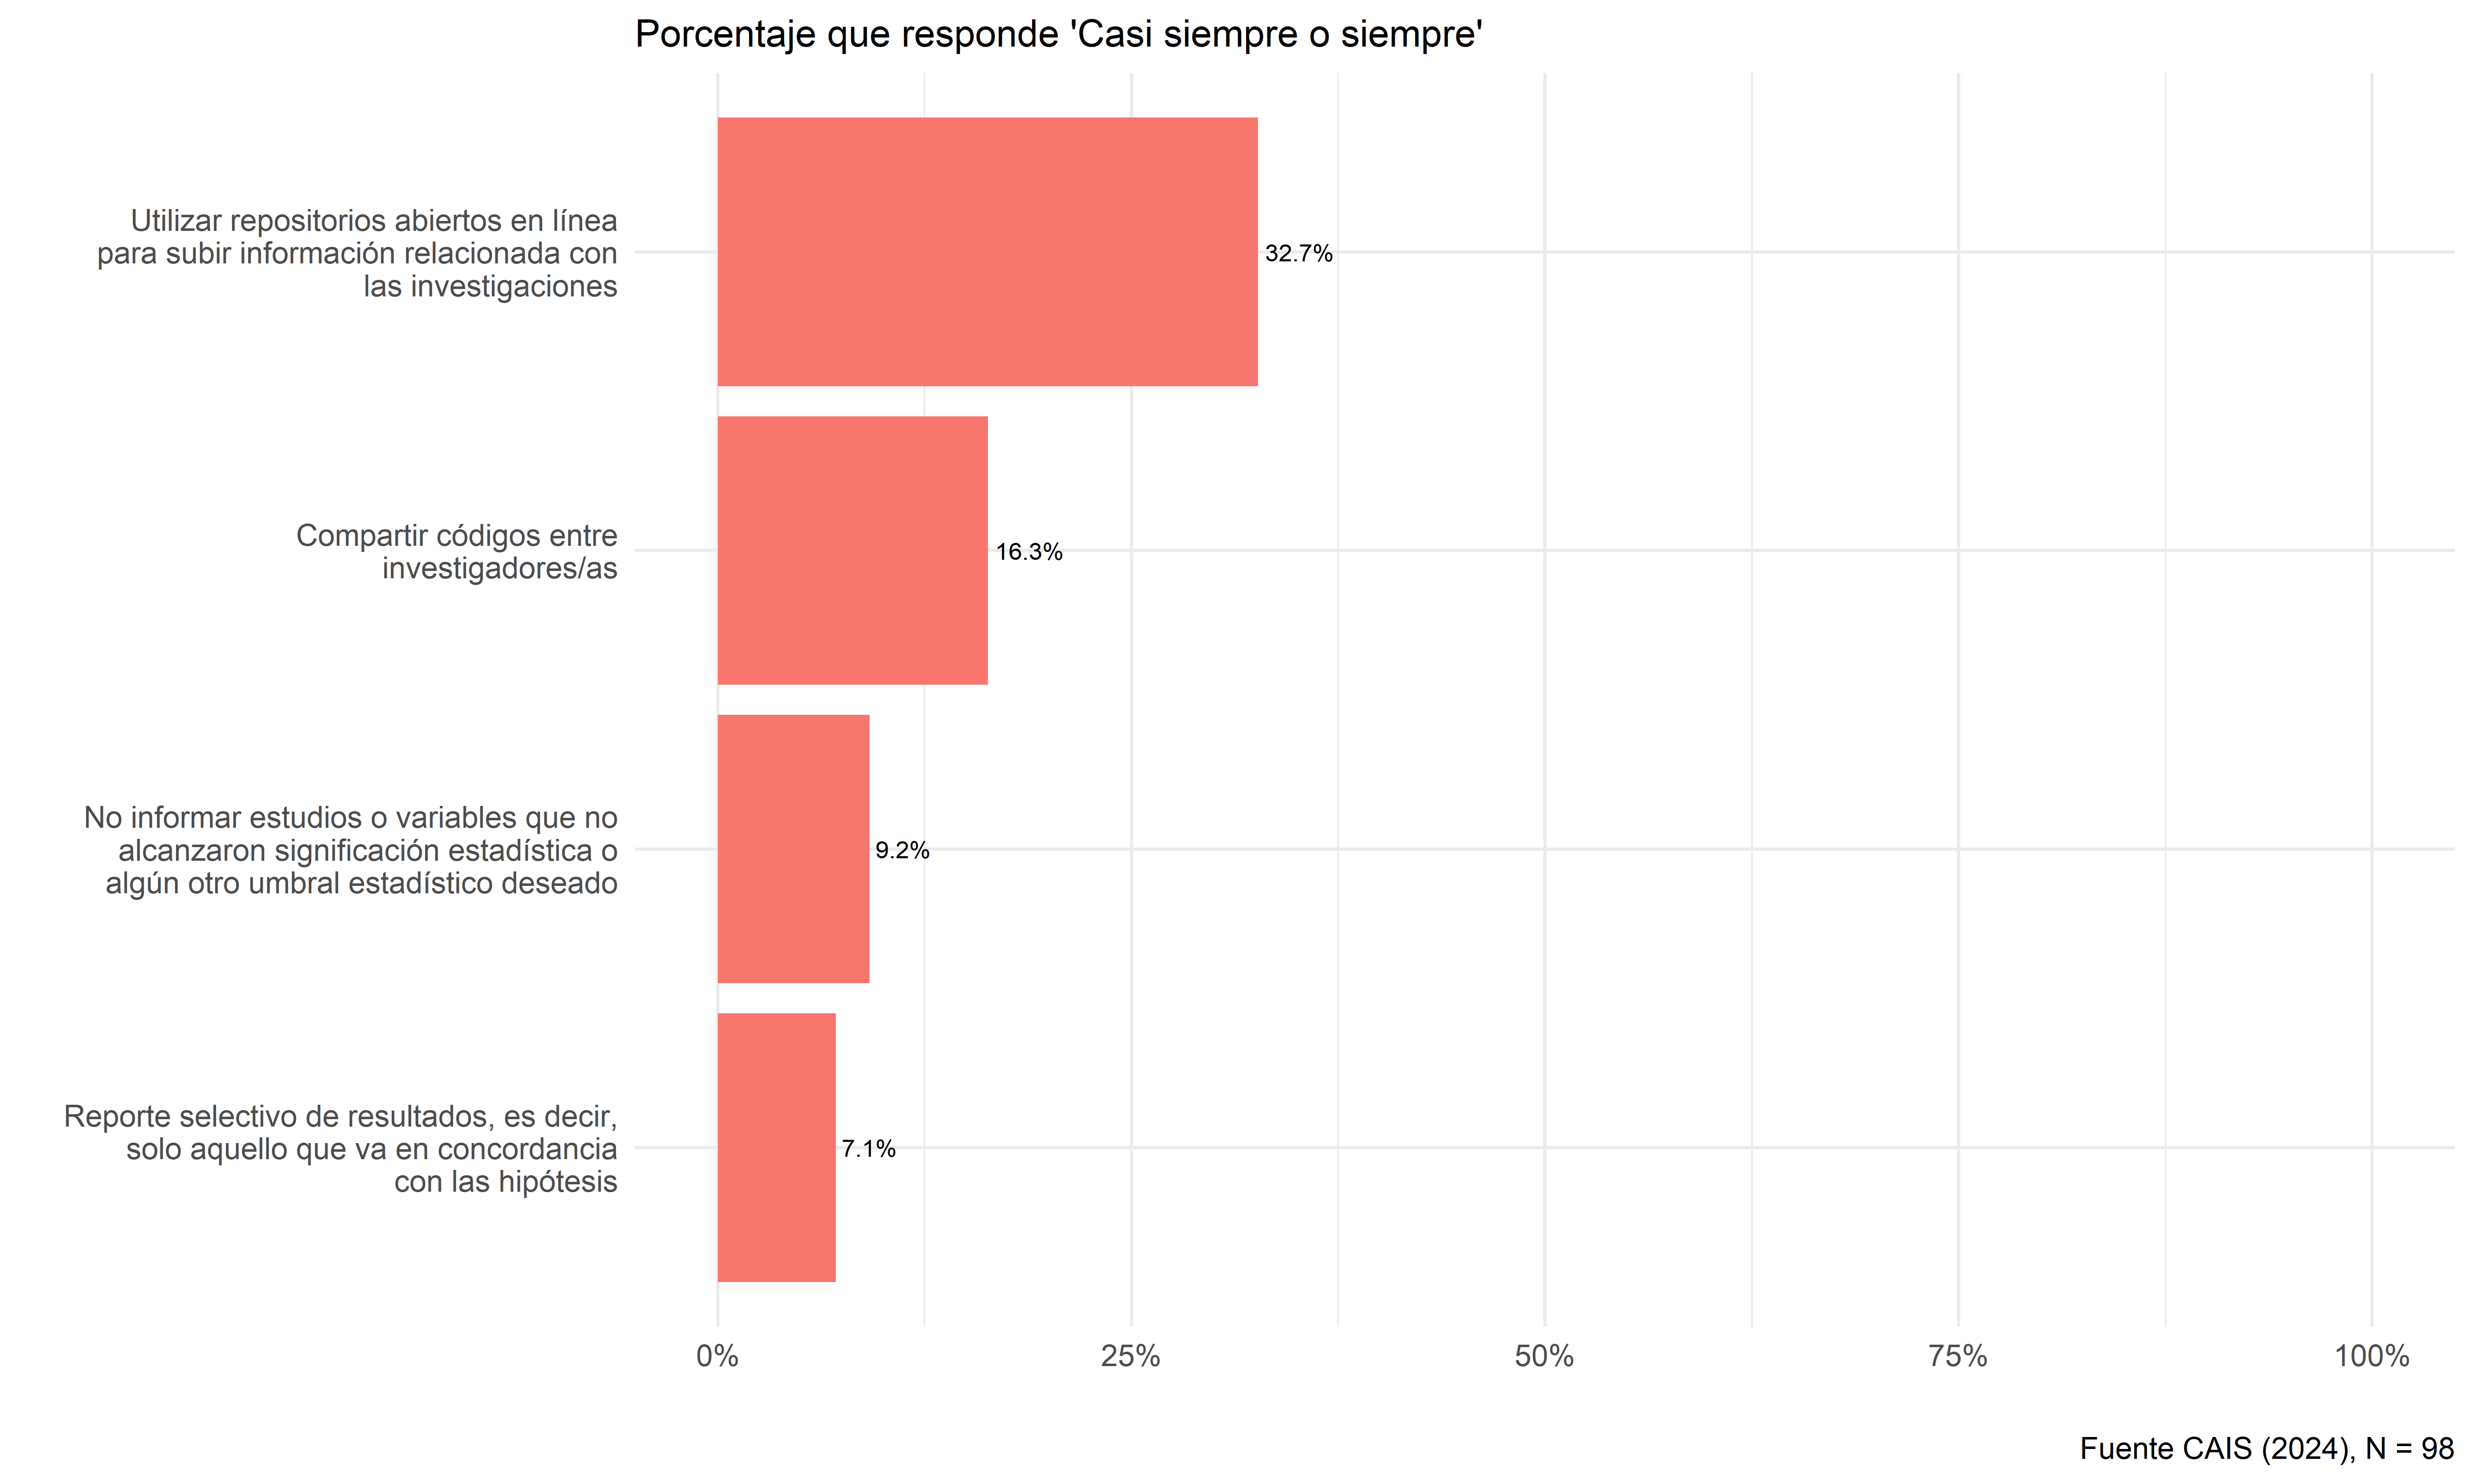 Porcentaje que responde 'Casi siempre o siempre'
Utilizar repositorios abiertos en línea
para subir información relacionada con
las investigaciones
32.7%
Compartir códigos entre
investigadores/as
16.3%
No informar estudios o variables que no
alcanzaron significación estadística o
algún otro umbral estadístico deseado
9.2%
Reporte selectivo de resultados, es decir,
solo aquello que va en concordancia
con las hipótesis
7.1%
0%
25%
50%
75%
100%
Fuente CAIS (2024), N = 98